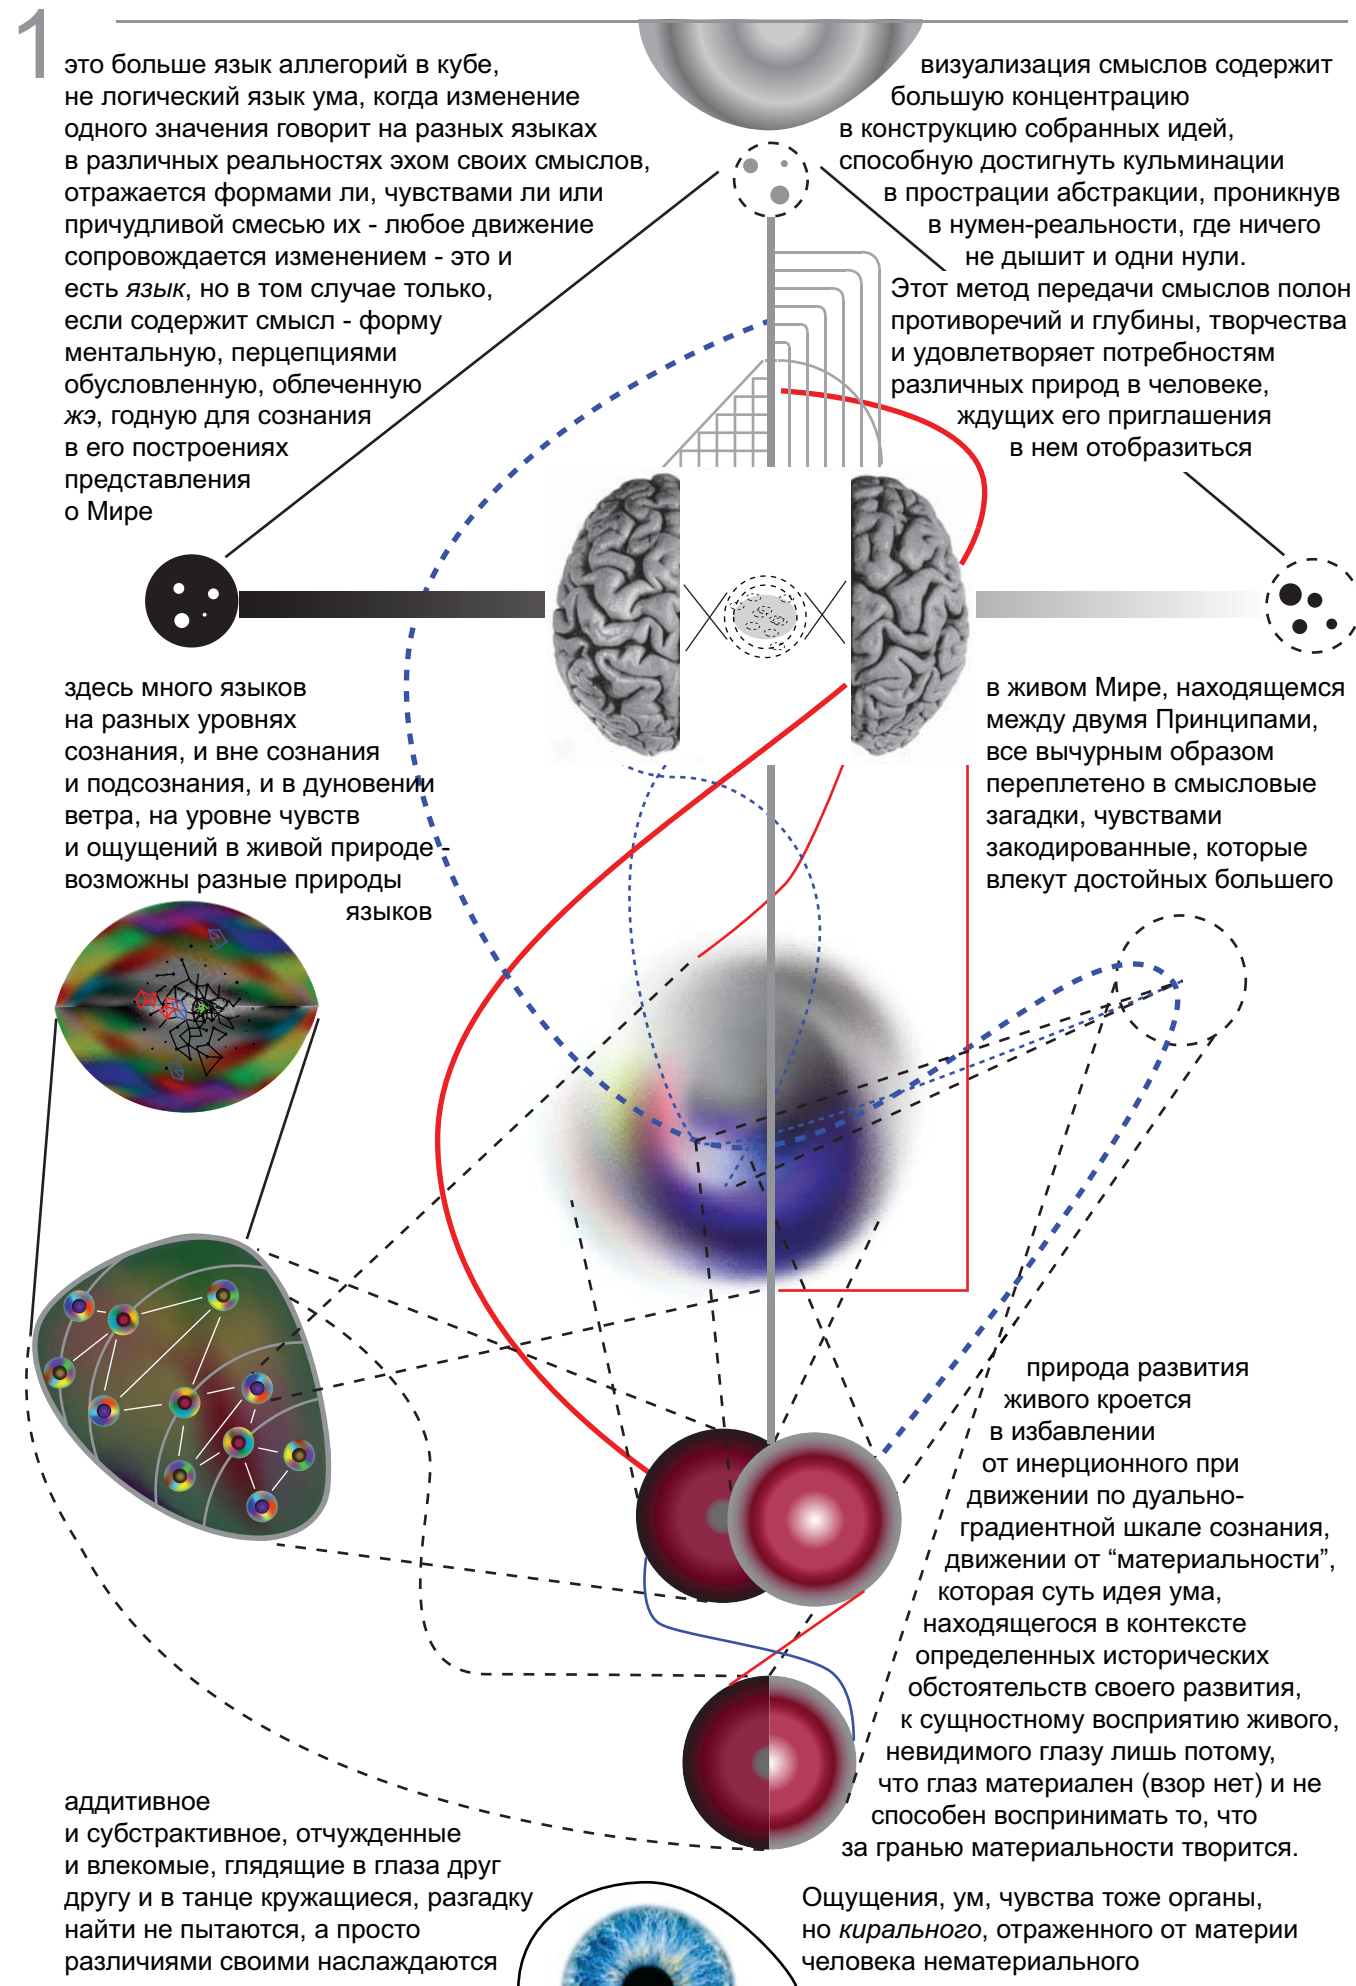 1
это больше язык аллегорий в кубе,
не логический язык ума, когда изменение
одного значения говорит на разных языках
в различных реальностях эхом своих смыслов,
отражается формами ли, чувствами ли или
причудливой смесью их - любое движение
сопровождается изменением - это и
есть язык, но в том случае только,
если содержит смысл - форму
ментальную, перцепциями
обусловленную, облеченную
жэ, годную для сознания
в его построениях
представления
о Мире
визуализация смыслов содержит
большую концентрацию
в конструкцию собранных идей,
способную достигнуть кульминации
в прострации абстракции, проникнув
в нумен-реальности, где ничего
не дышит и одни нули.
Этот метод передачи смыслов полон
противоречий и глубины, творчества
и удовлетворяет потребностям
различных природ в человеке,
ждущих его приглашения
в нем отобразиться
здесь много языков
на разных уровнях
сознания, и вне сознания
и подсознания, и в дуновении
ветра, на уровне чувств
и ощущений в живой природе -
возможны разные природы
языков
в живом Мире, находящемся
между двумя Принципами,
все вычурным образом
переплетено в смысловые
загадки, чувствами
закодированные, которые
влекут достойных большего
природа развития
живого кроется
в избавлении
от инерционного при
движении по дуально-
градиентной шкале сознания,
движении от “материальности”,
которая суть идея ума,
находящегося в контексте
определенных исторических
обстоятельств своего развития,
к сущностному восприятию живого,
невидимого глазу лишь потому,
что глаз материален (взор нет) и не
способен воспринимать то, что
за гранью материальности творится.
аддитивное
и субстрактивное, отчужденные
и влекомые, глядящие в глаза друг
другу и в танце кружащиеся, разгадку
найти не пытаются, а просто
различиями своими наслаждаются
Ощущения, ум, чувства тоже органы,
но кирального, отраженного от материи
человека нематериального